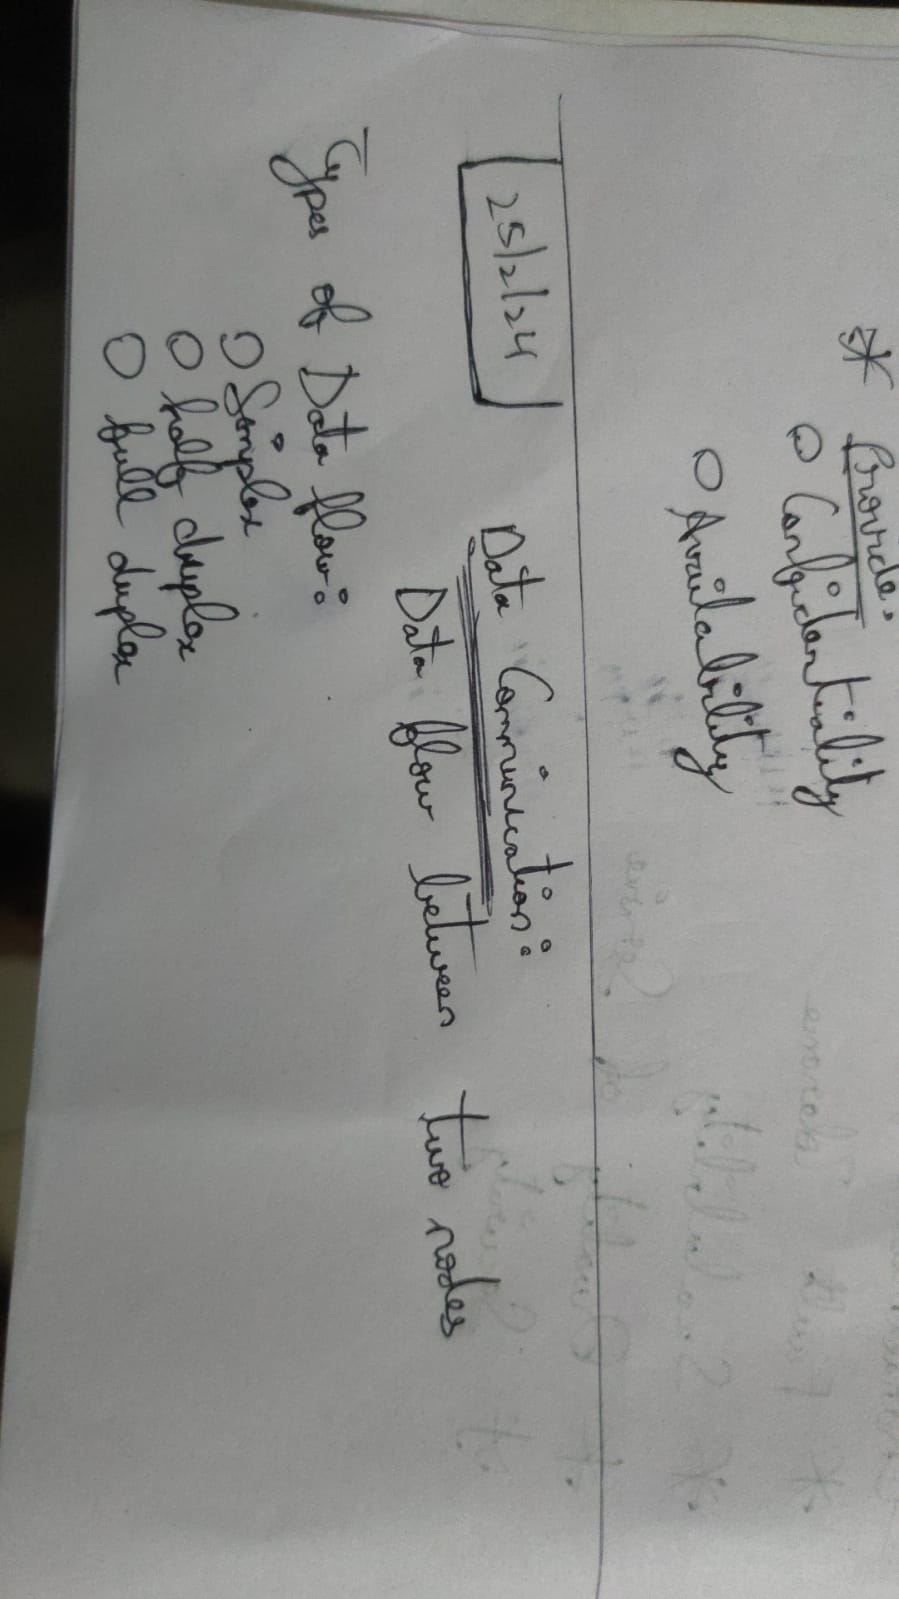 * Provide:
○ Confidentiality
○ Availability
25/2/24
Data Communication:
Data flow between two nodes
Types of Data flow:
○ Simplex
○ half duplex
○ full duplex